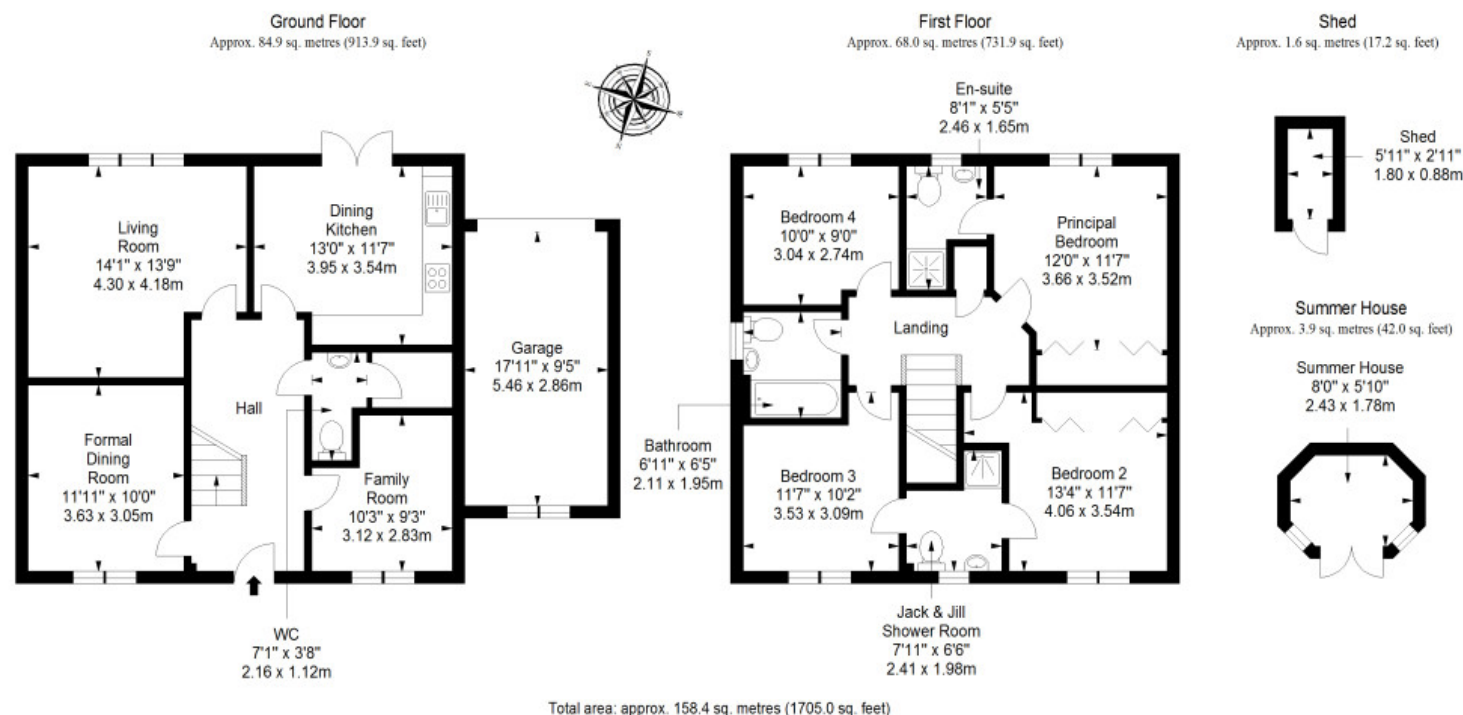 Ground Floor
Approx. 84.9 sq. metres (913.9 sq. feet)
Living
Room
14'1" x 13'9"
4.30 x 4.18m
Dining
Kitchen
13'0" x 11'7"
3.95 x 3.54m
Garage
17'11" x 9'5"
5.46 x 2.86m
Hall
Formal
Dining
Room
11'11" x 10'0"
3.63 x 3.05m
Family
Room
10'3" x 9'3"
3.12 x 2.83m
WC
7'1" x 3'8"
2.16 x 1.12m
First Floor
Approx. 68.0 sq. metres (731.9 sq. feet)
En-suite
8'1" x 5'5"
2.46 x 1.65m
Bedroom 4
10'0" x 9'0"
3.04 x 2.74m
Principal
Bedroom
12'0" x 11'7"
3.66 x 3.52m
Landing
Bathroom
6'11" x 6'5"
2.11 x 1.95m
Bedroom 3
11'7" x 10'2"
3.53 x 3.09m
Bedroom 2
13'4" x 11'7"
4.06 x 3.54m
Jack & Jill
Shower Room
7'11" x 6'6"
2.41 x 1.98m
Shed
Approx. 1.6 sq. metres (17.2 sq. feet)
Shed
5'11" x 2'11"
1.80 x 0.88m
Summer House
Approx. 3.9 sq. metres (42.0 sq. feet)
Summer House
8'0" x 5'10"
2.43 x 1.78m
Total area: approx. 158.4 sq. metres (1705.0 sq. feet)